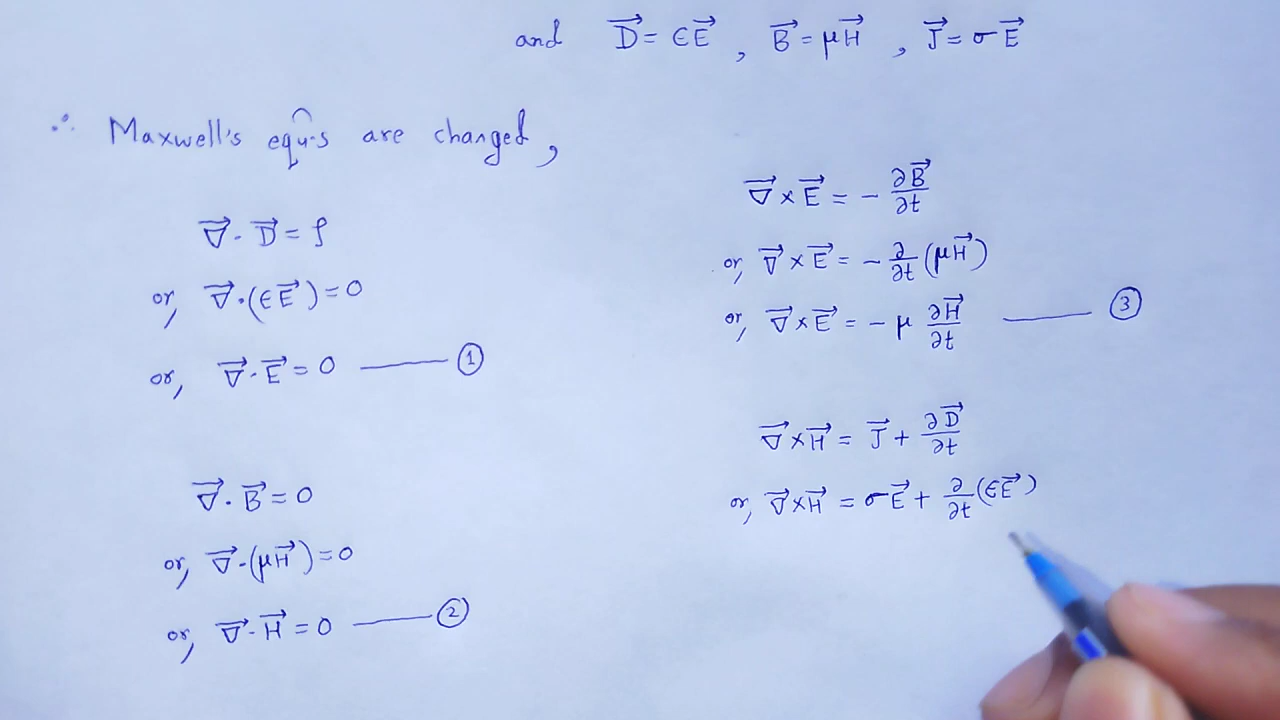 and D⃗ = ϵE⃗ , B⃗ = μH⃗ , J⃗ = σE⃗
∴ Maxwell's eqȗ.s are changed,
∇⃗ · D⃗ = ρ
or, ∇⃗ · (ϵE⃗) = 0
or, ∇⃗ · E⃗ = 0 —— ①
∇⃗ · B⃗ = 0
or, ∇⃗ · (μH⃗) = 0
or, ∇⃗ · H⃗ = 0 —— ②
∇⃗ × E⃗ = - ∂B⃗/∂t
or, ∇⃗ × E⃗ = - ∂/∂t (μH⃗)
or, ∇⃗ × E⃗ = - μ ∂H⃗/∂t —— ③
∇⃗ × H⃗ = J⃗ + ∂D⃗/∂t
or, ∇⃗ × H⃗ = σE⃗ + ∂/∂t (ϵE⃗)